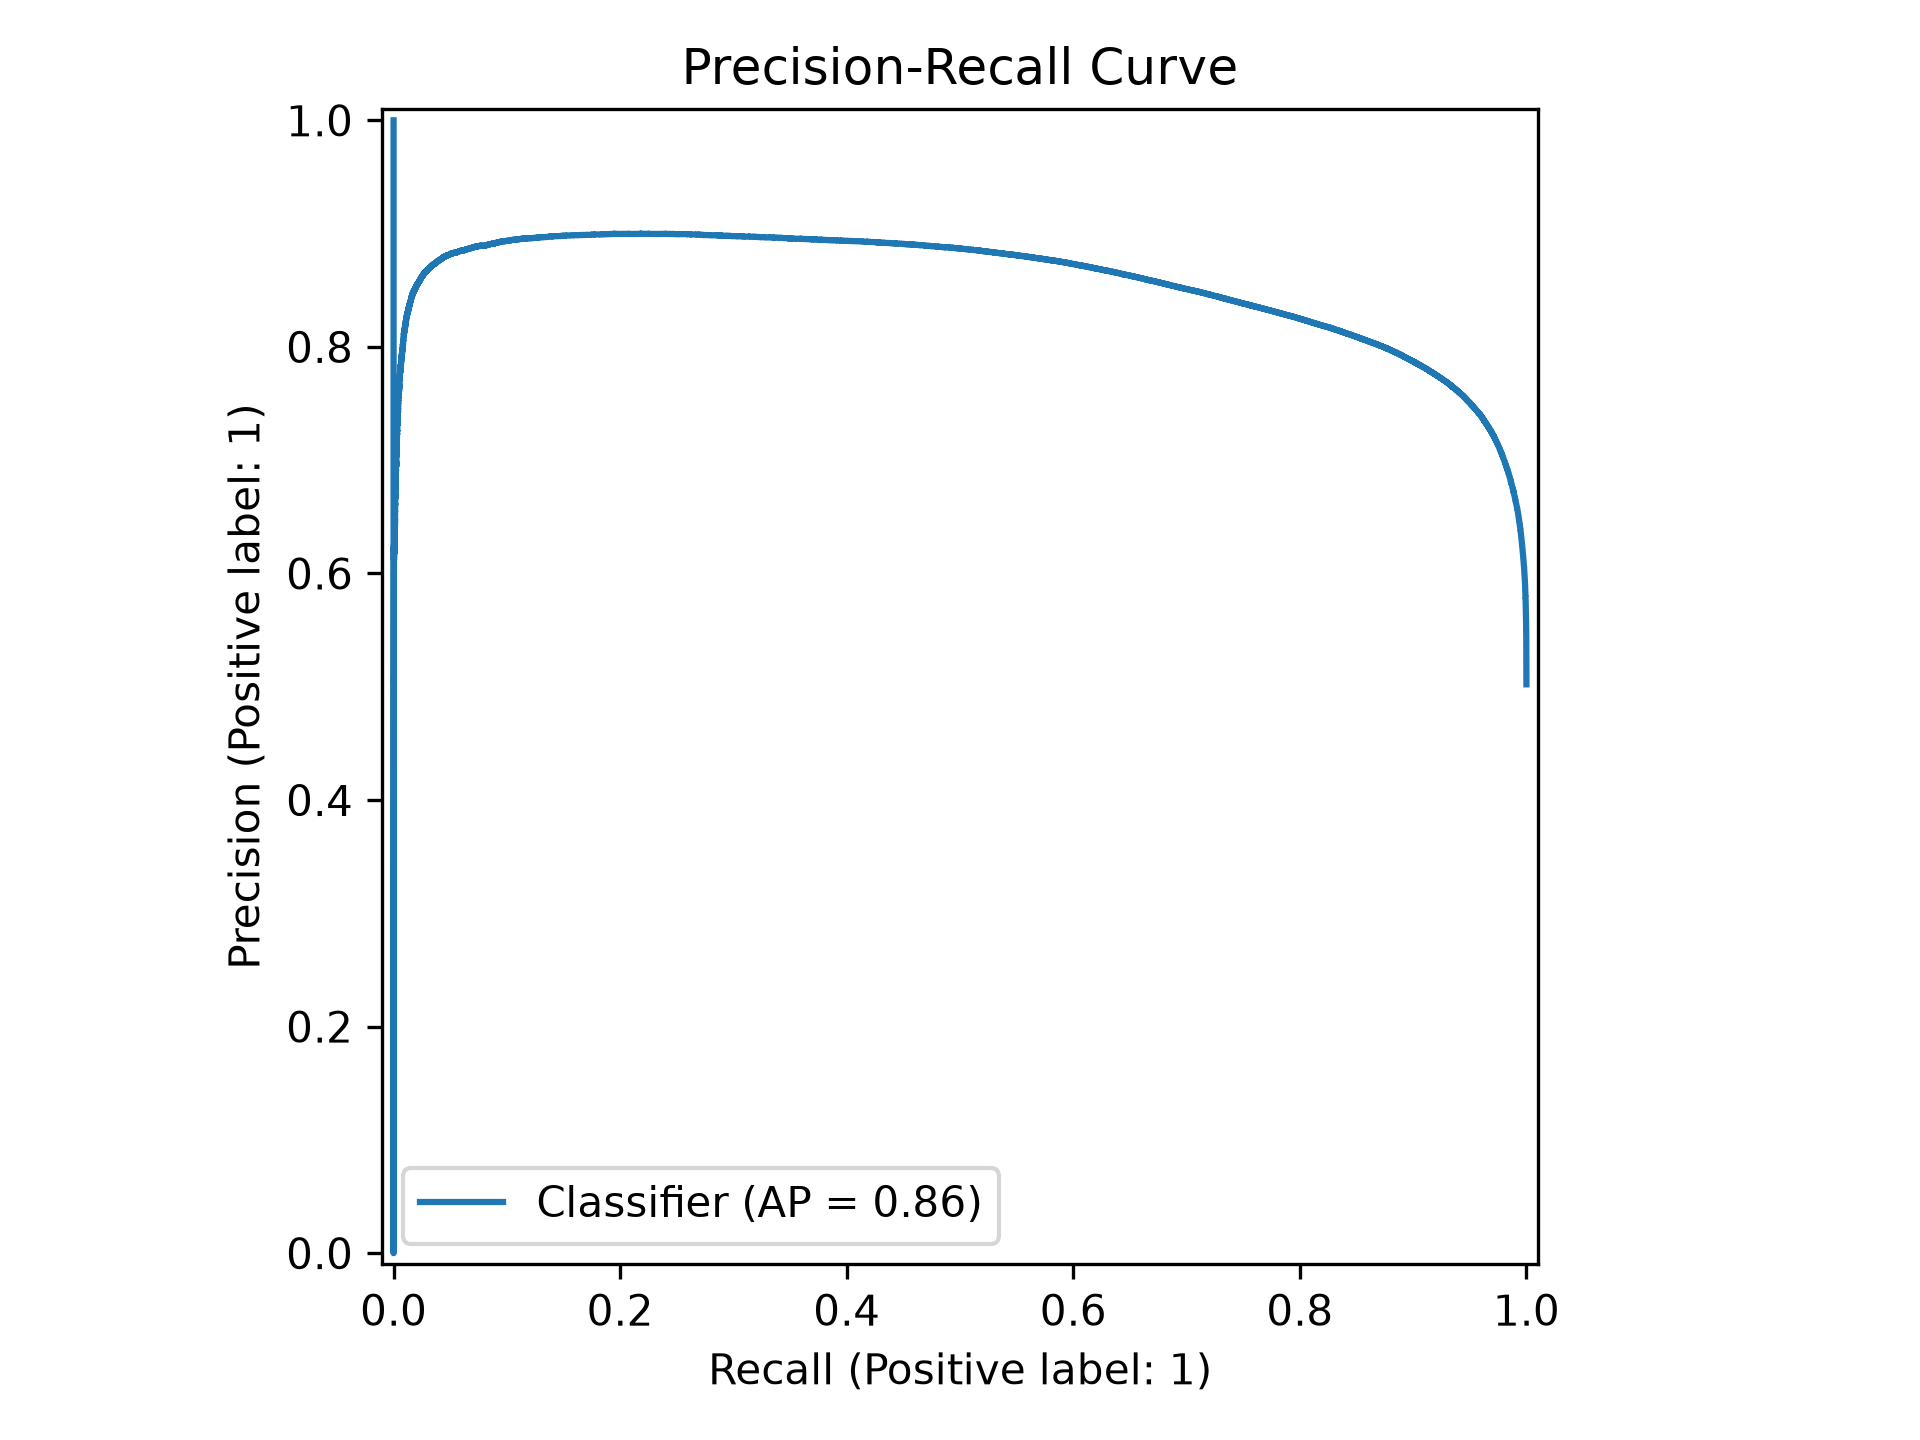 Precision-Recall Curve
1.0
0.8
0.6
0.4
0.2
0.0
Precision (Positive label: 1)
Classifier (AP = 0.86)
0.0 0.2 0.4 0.6 0.8 1.0
Recall (Positive label: 1)